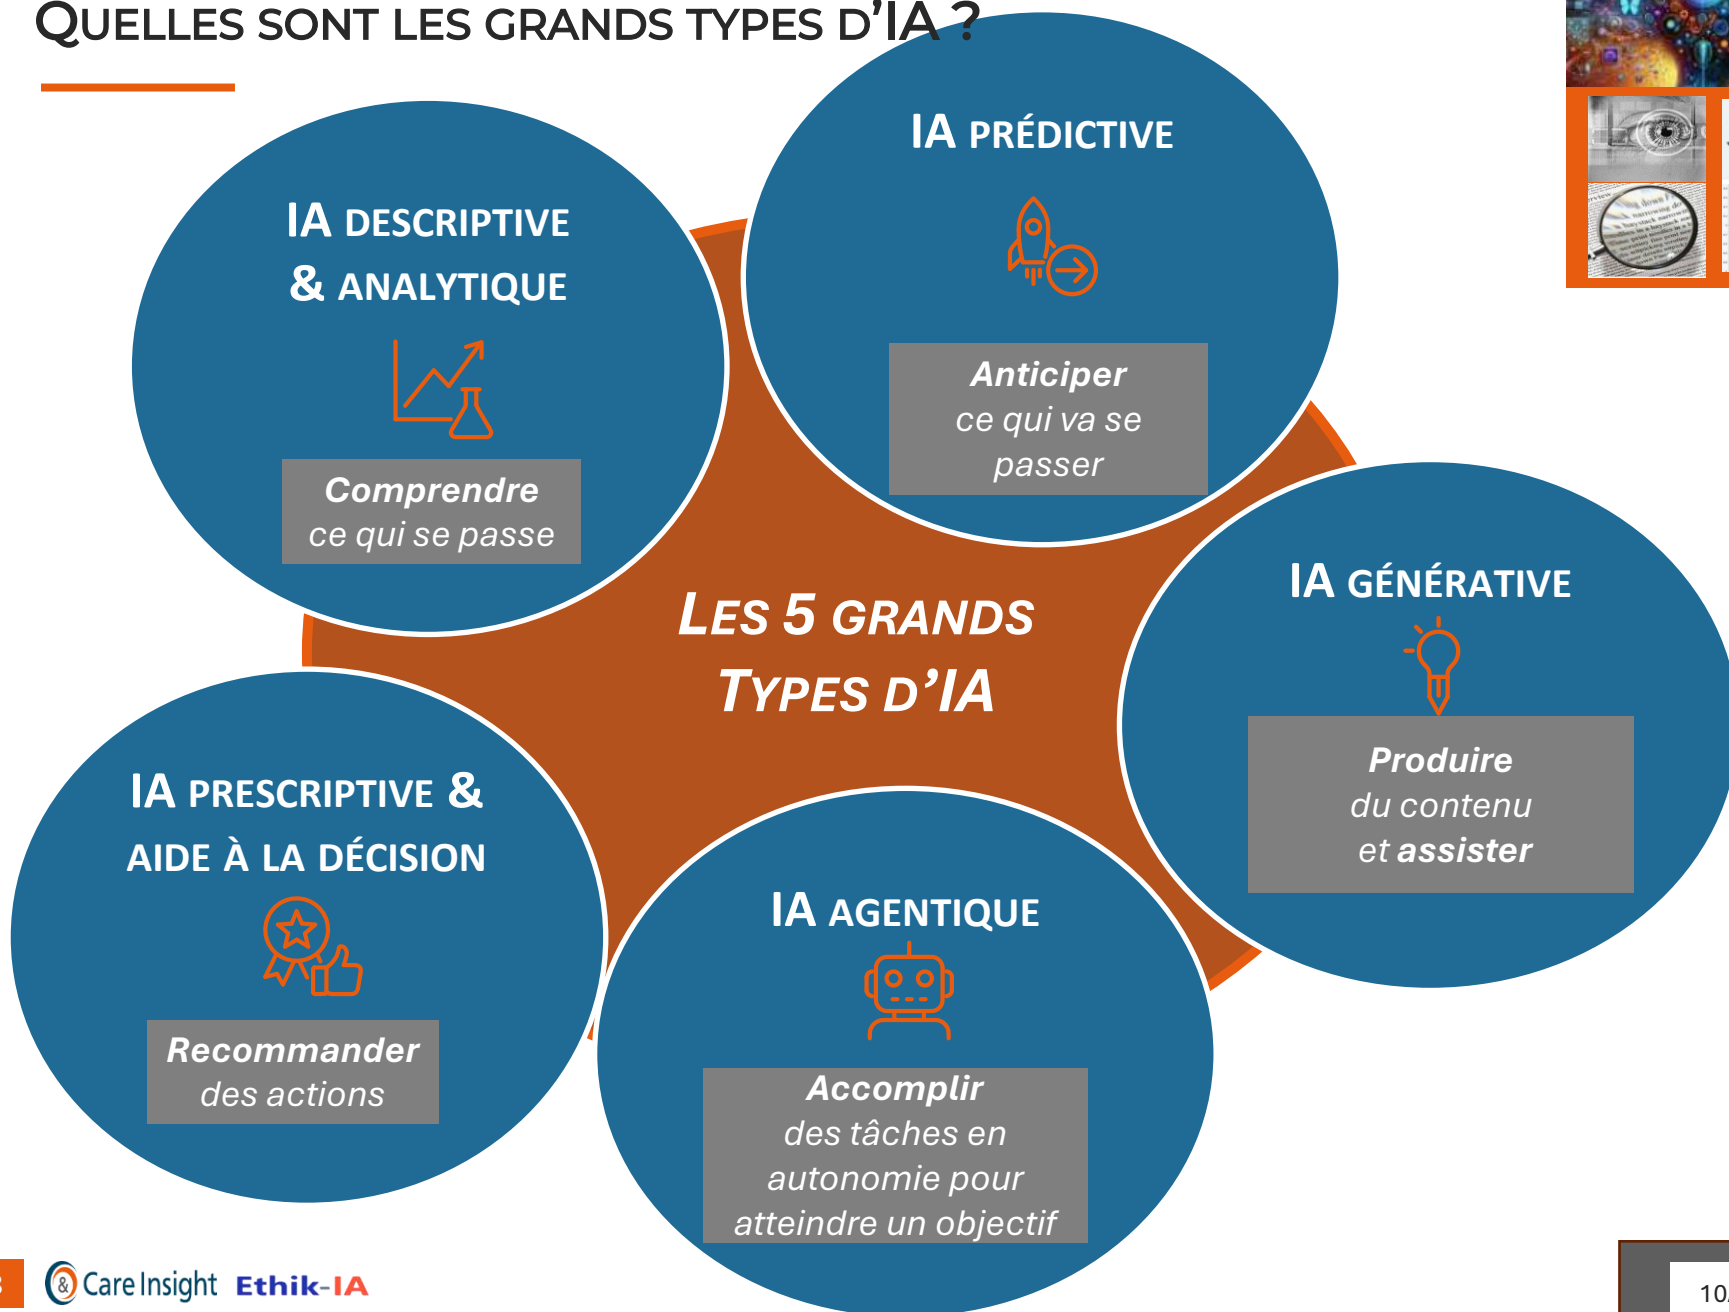 QUELLES SONT LES GRANDS TYPES D'IA ?
IA PRÉDICTIVE
Anticiper
ce qui va se
passer
IA DESCRIPTIVE
& ANALYTIQUE
Comprendre
ce qui se passe
IA GÉNÉRATIVE
Produire
du contenu
et assister
LES 5 GRANDS
TYPES D'IA
IA PRESCRIPTIVE &
AIDE À LA DÉCISION
Recommander
des actions
IA AGENTIQUE
Accomplir
des tâches en
autonomie pour
atteindre un objectif
& Care Insight Ethik-IA